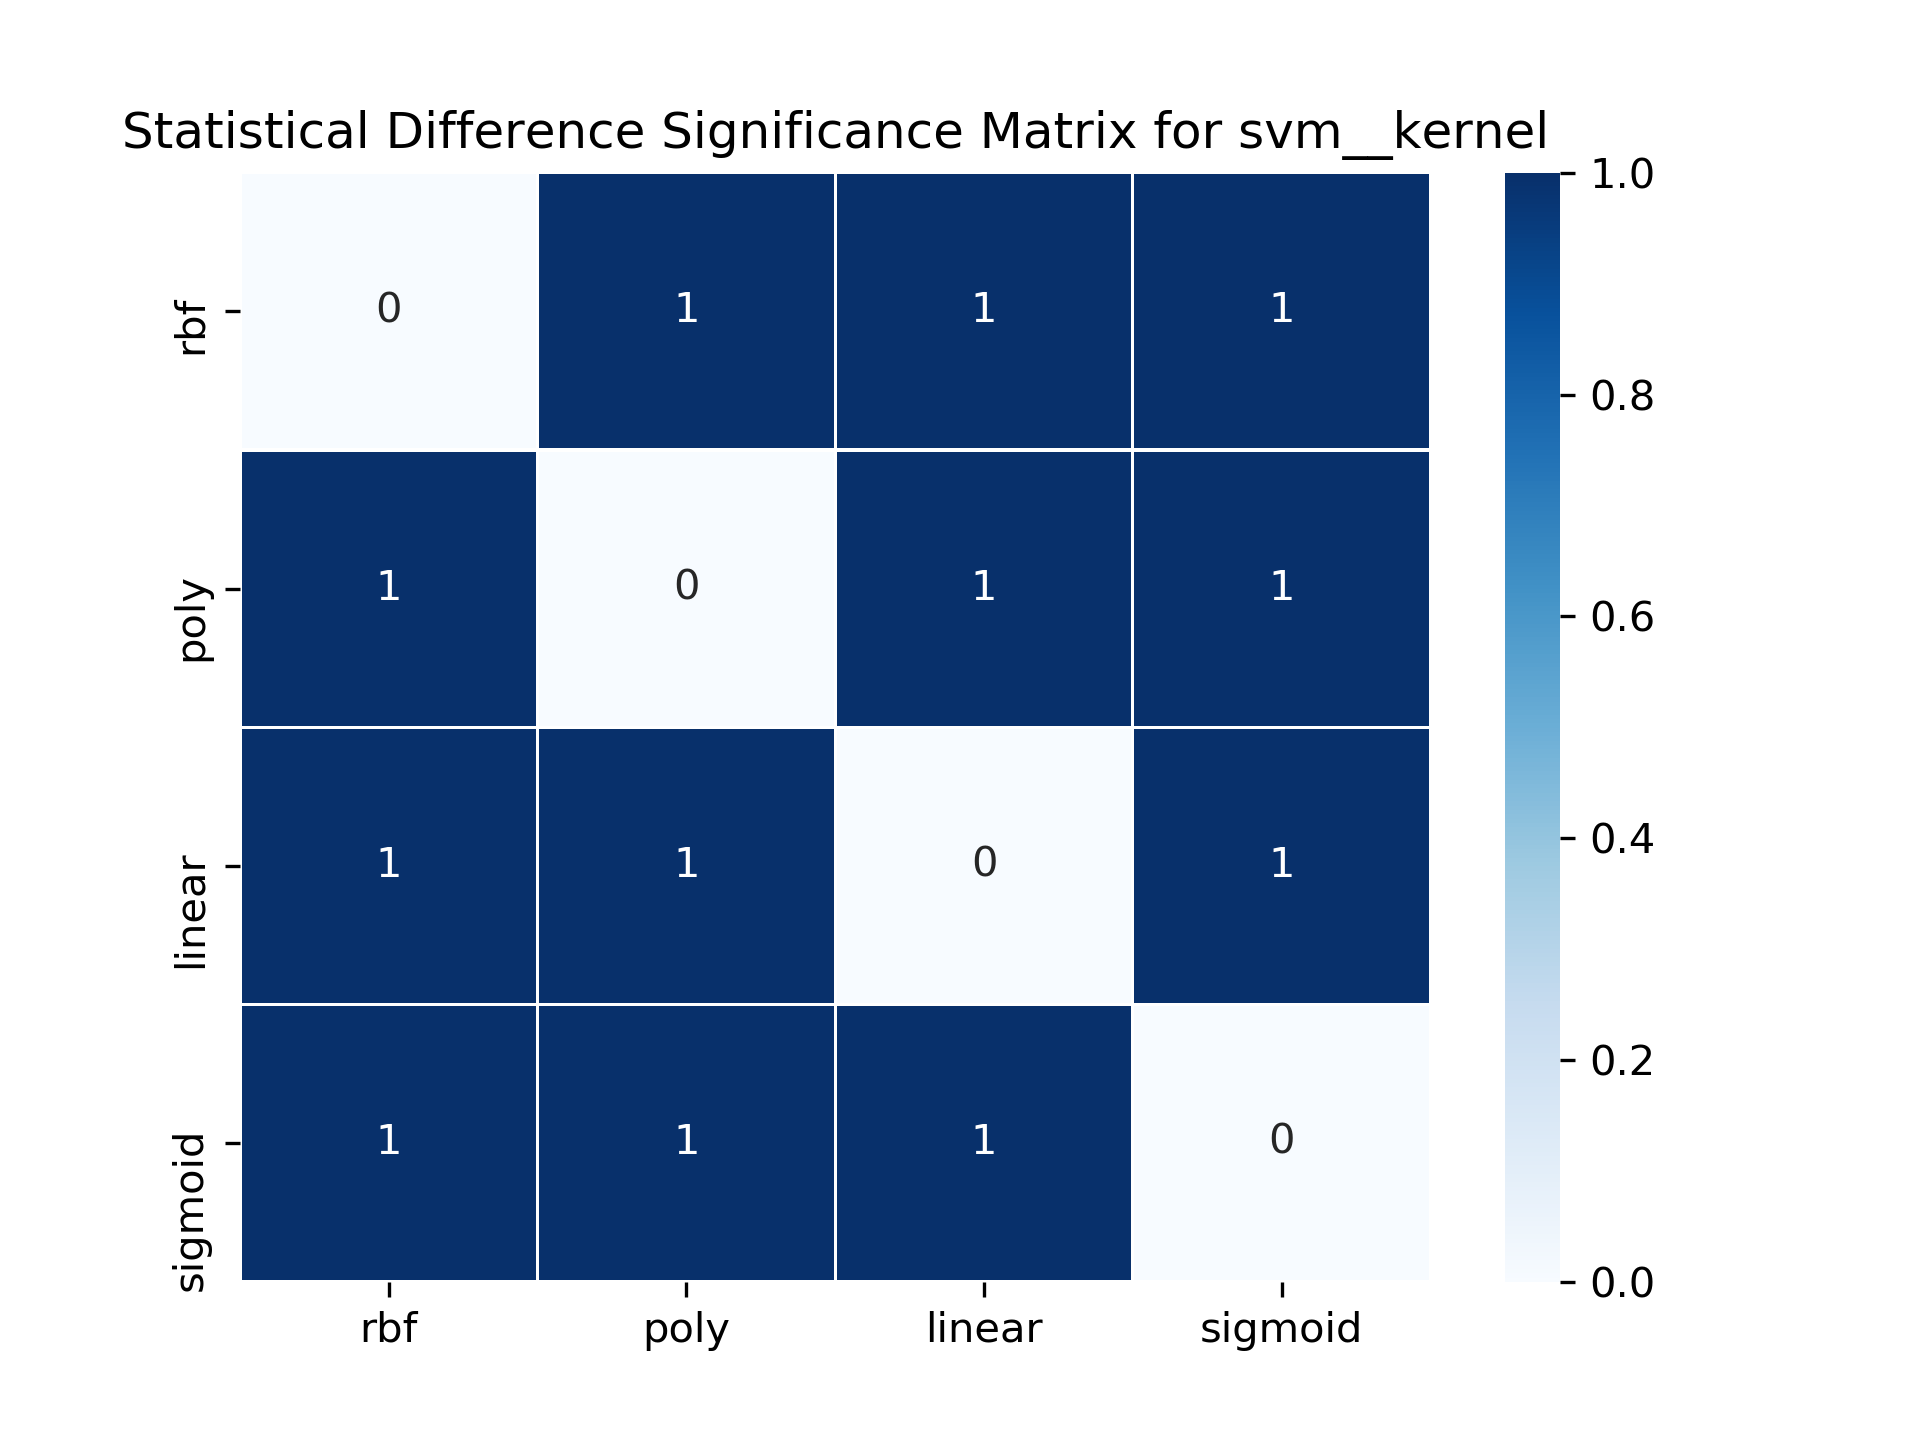 Statistical Difference Significance Matrix for svm__kernel
rbf 0 1 1 1
poly 1 0 1 1
linear 1 1 0 1
sigmoid 1 1 1 0
rbf poly linear sigmoid
1.0
0.8
0.6
0.4
0.2
0.0